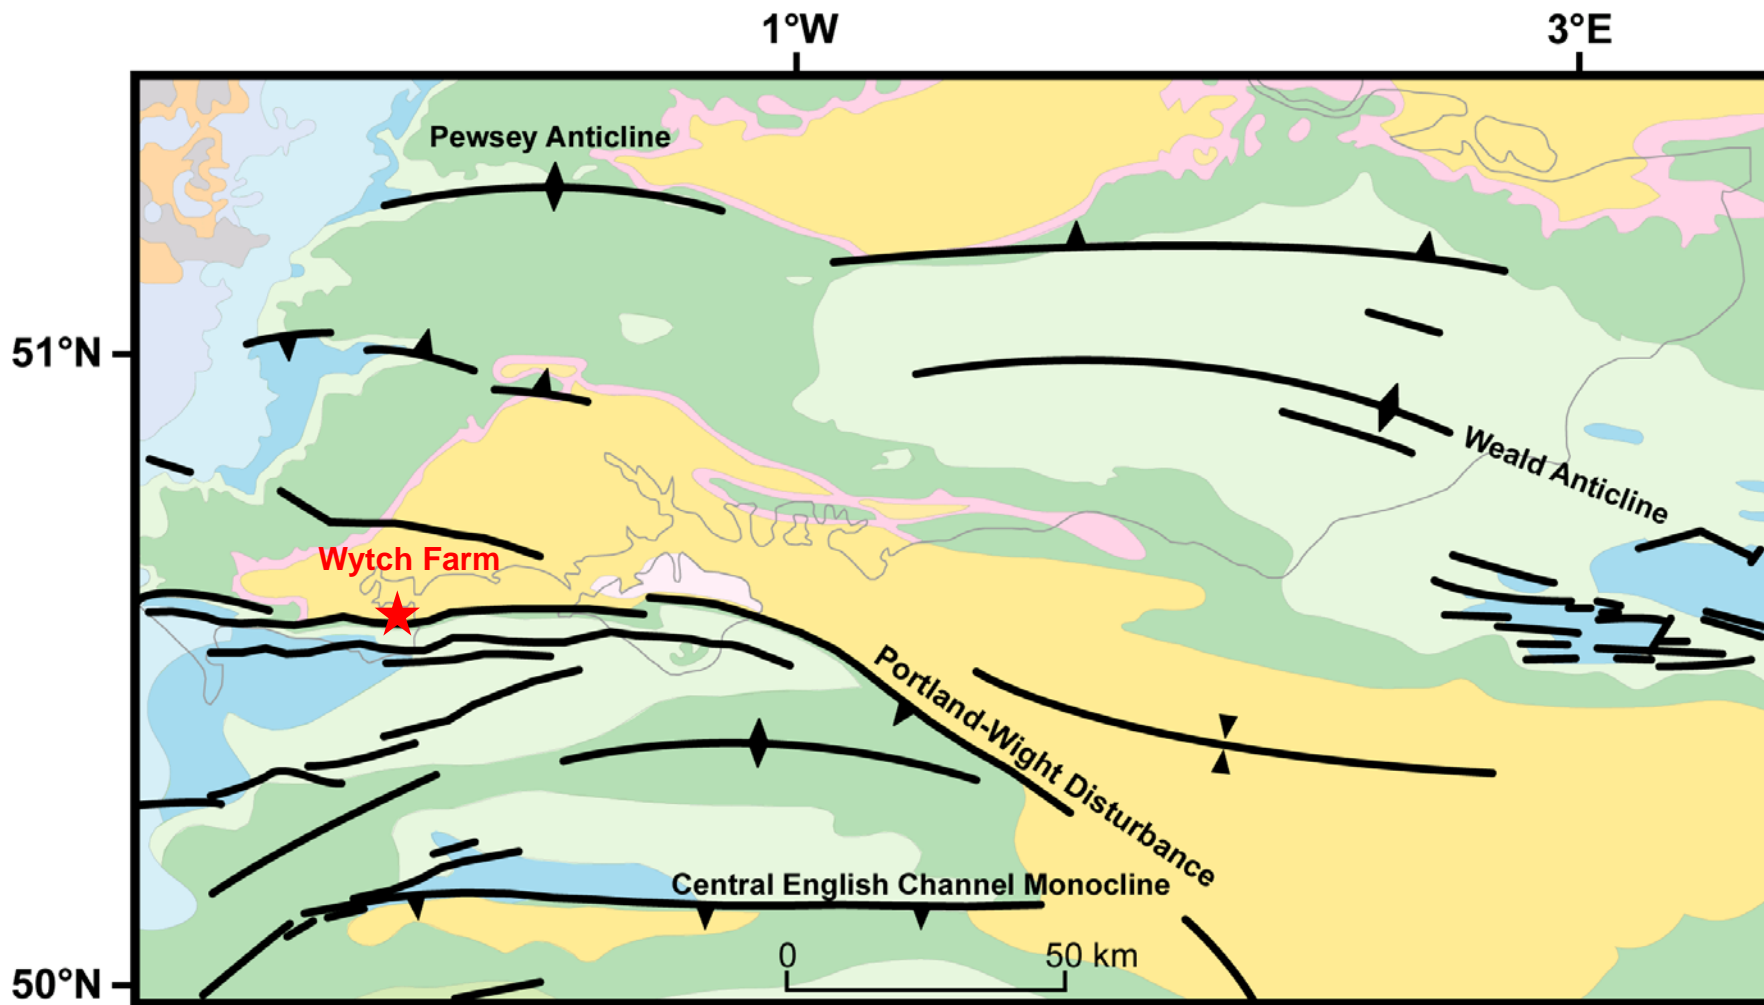 1°W
3°E
Pewsey Anticline
51°N
Weald Anticline
Wytch Farm
Portland-Wight Disturbance
Central English Channel Monocline
0
50 km
50°N